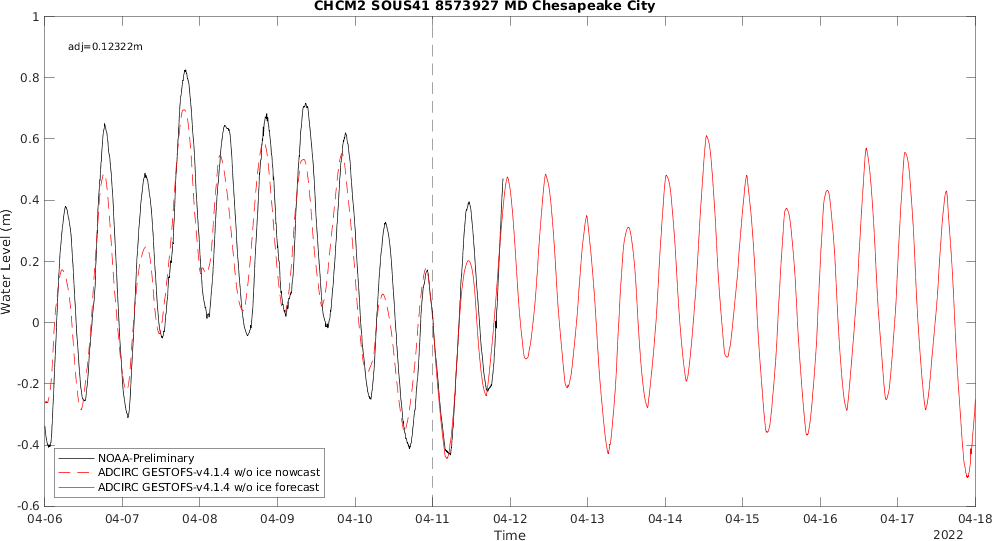 CHCM2 SOUS41 8573927 MD Chesapeake City
1
adj=0.12322m
0.8
0.6
0.4
0.2
0
-0.2
-0.4
-0.6
Water Level (m)
NOAA-Preliminary
ADCIRC GESTOFS-v4.1.4 w/o ice nowcast
ADCIRC GESTOFS-v4.1.4 w/o ice forecast
04-06 04-07 04-08 04-09 04-10 04-11 04-12 04-13 04-14 04-15 04-16 04-17 04-18
Time
2022